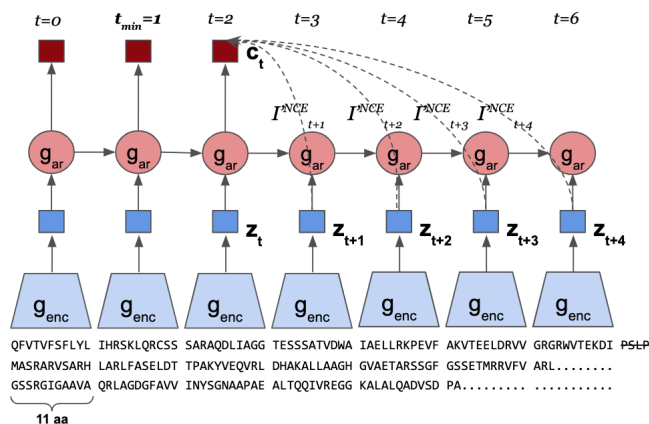 t=0 t_min=1 t=2 t=3 t=4 t=5 t=6
c_t
I^NCE_t+1 I^NCE_t+2 I^NCE_t+3 I^NCE_t+4
g_ar g_ar g_ar g_ar g_ar g_ar g_ar
z_t z_t+1 z_t+2 z_t+3 z_t+4
g_enc g_enc g_enc g_enc g_enc g_enc g_enc
QFVTVFSFLYL IHRSKLQRCSS SARAQDLIAGG TESSSATVDWA IAELLRKPEVF AKVTEELDRVV GRGRWVTEKDI PSLP
MASRARVSARH LARLFASELDT TPAKYVEQVRL DHAKALLAAGH GVAETARSSGF GSSETMRRVFV ARL........
GSSRGIGAAVA QRLAGDGFAVV INYSGNAAPAE ALTQQIVREGG KALALQADVSD PA.........  ...........
11 aa